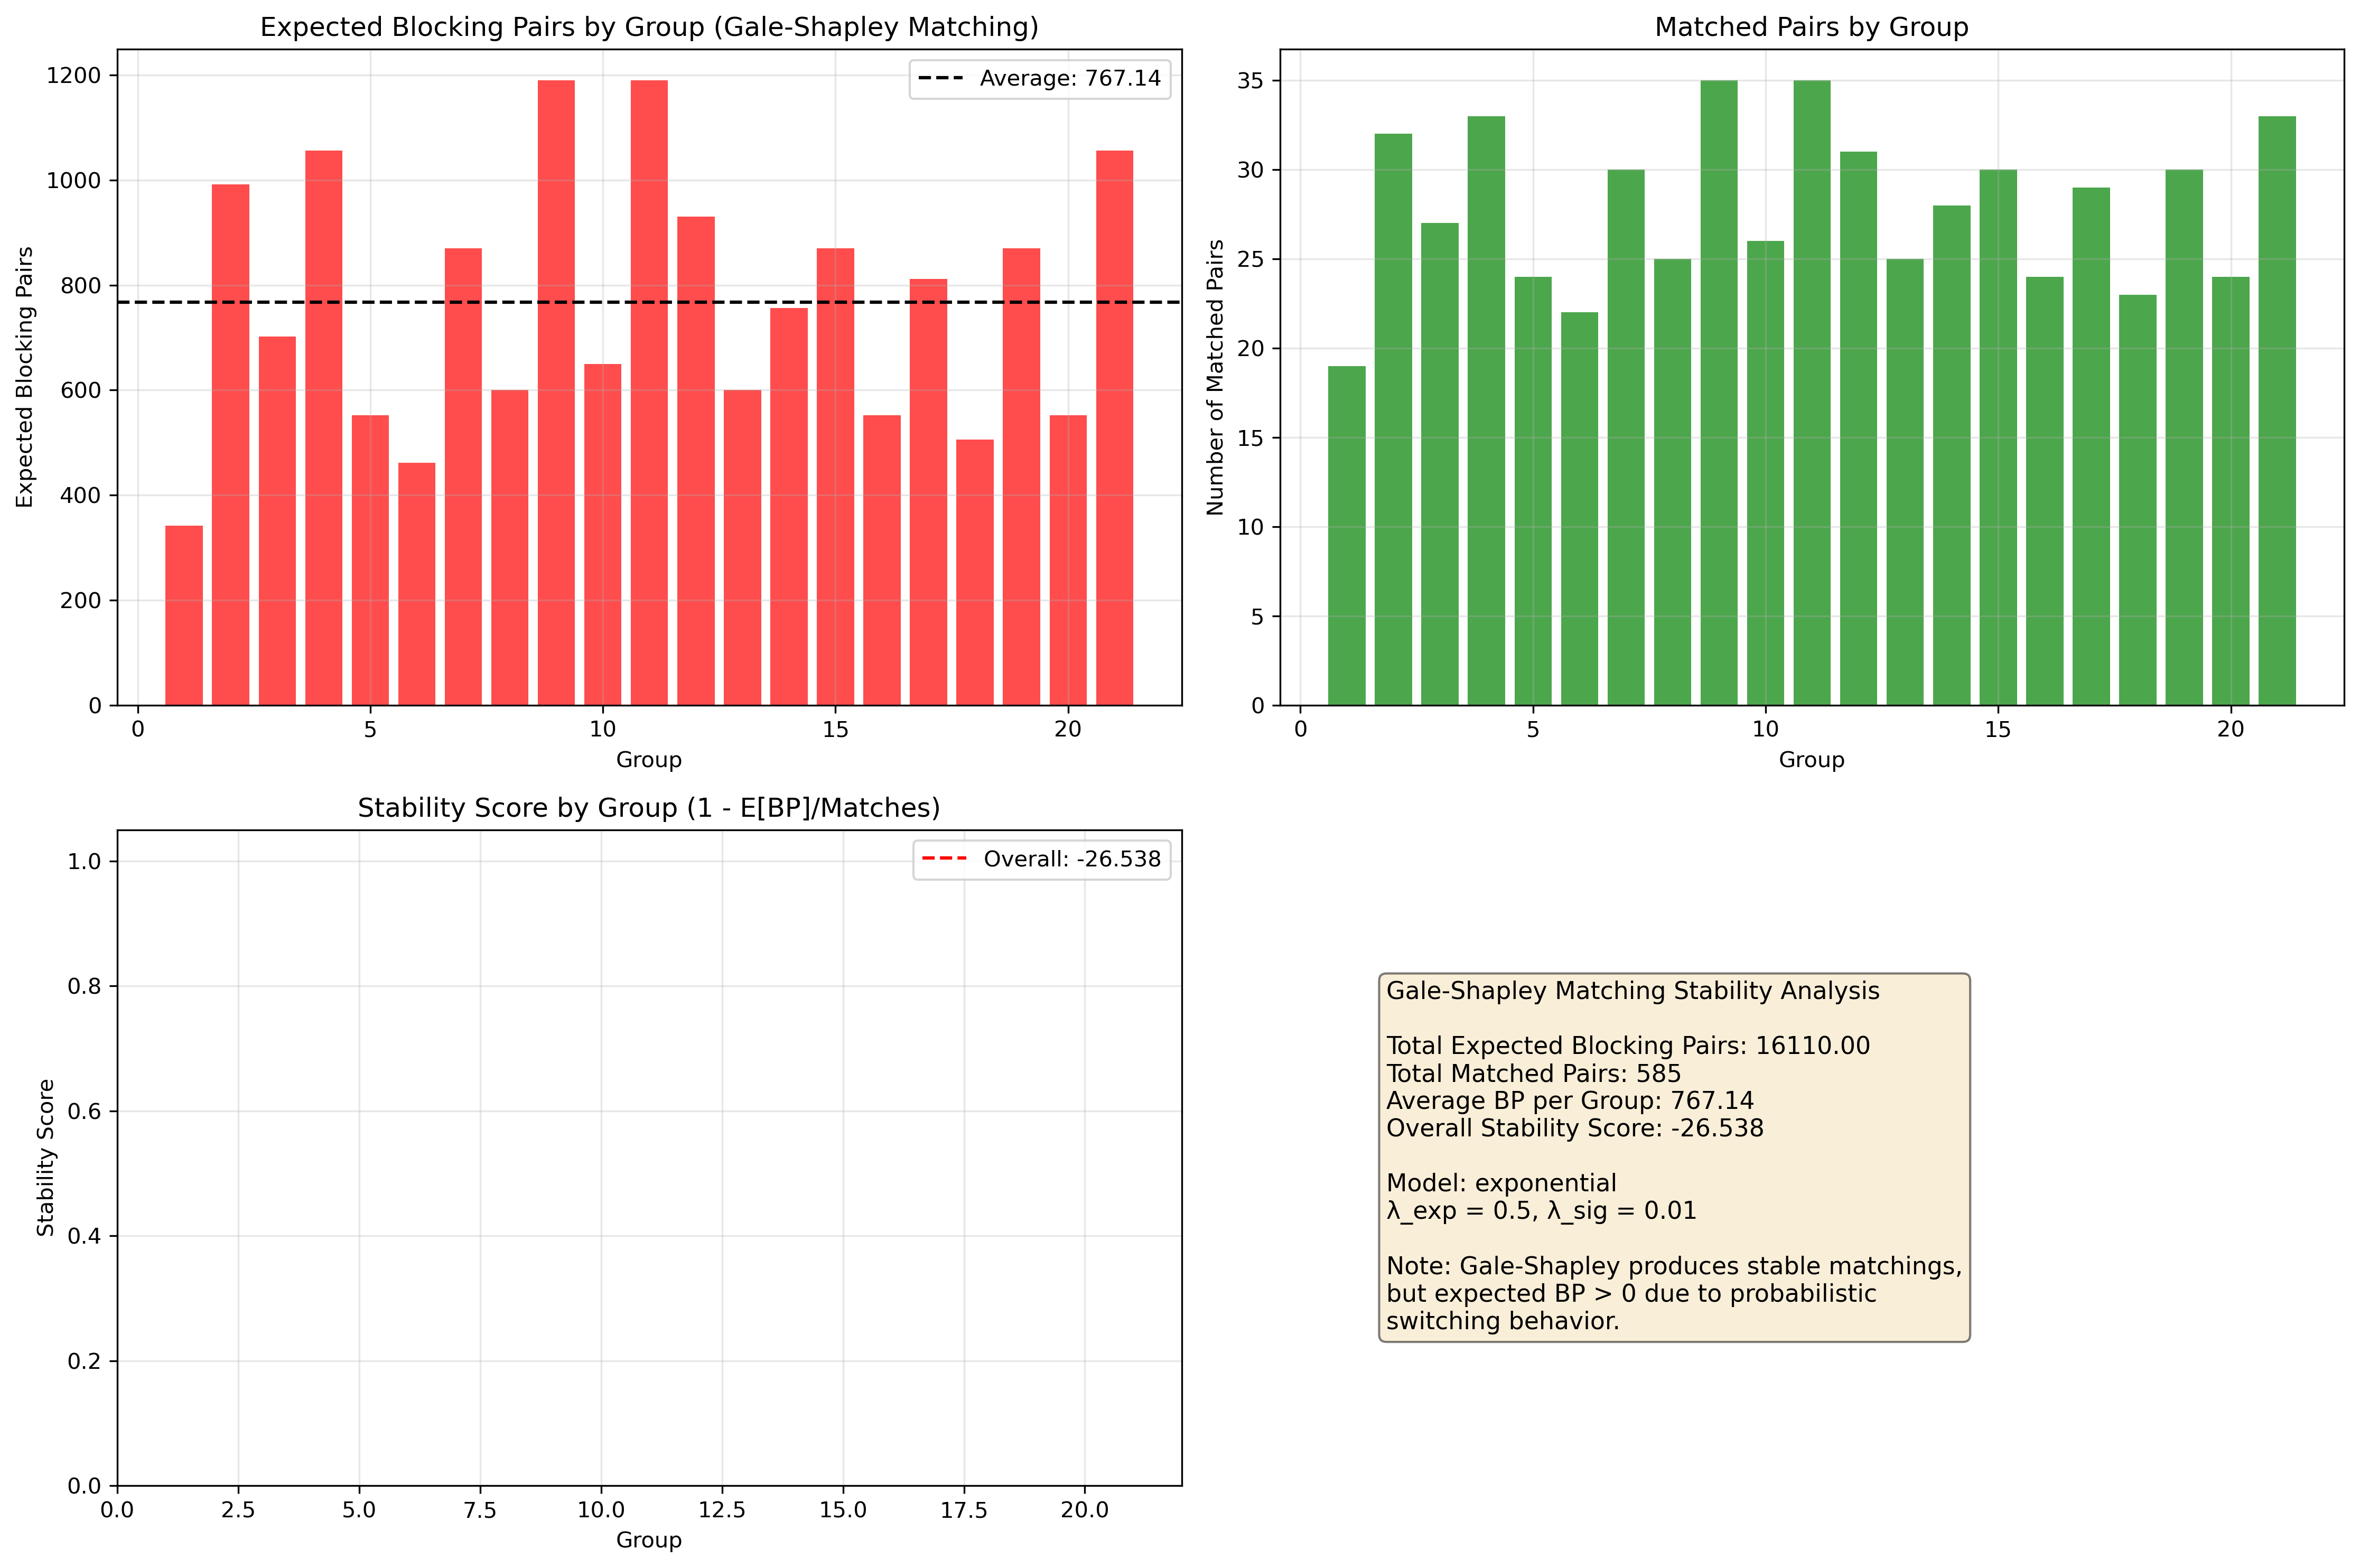 Expected Blocking Pairs by Group (Gale-Shapley Matching)
Expected Blocking Pairs
1200
1000
800
600
400
200
0
Average: 767.14
0 5 10 15 20
Group
Matched Pairs by Group
Number of Matched Pairs
35
30
25
20
15
10
5
0
0 5 10 15 20
Group
Stability Score by Group (1 - E[BP]/Matches)
Stability Score
1.0
0.8
0.6
0.4
0.2
0.0
Overall: -26.538
0.0 2.5 5.0 7.5 10.0 12.5 15.0 17.5 20.0
Group
Gale-Shapley Matching Stability Analysis
Total Expected Blocking Pairs: 16110.00
Total Matched Pairs: 585
Average BP per Group: 767.14
Overall Stability Score: -26.538
Model: exponential
λ_exp = 0.5, λ_sig = 0.01
Note: Gale-Shapley produces stable matchings,
but expected BP > 0 due to probabilistic
switching behavior.